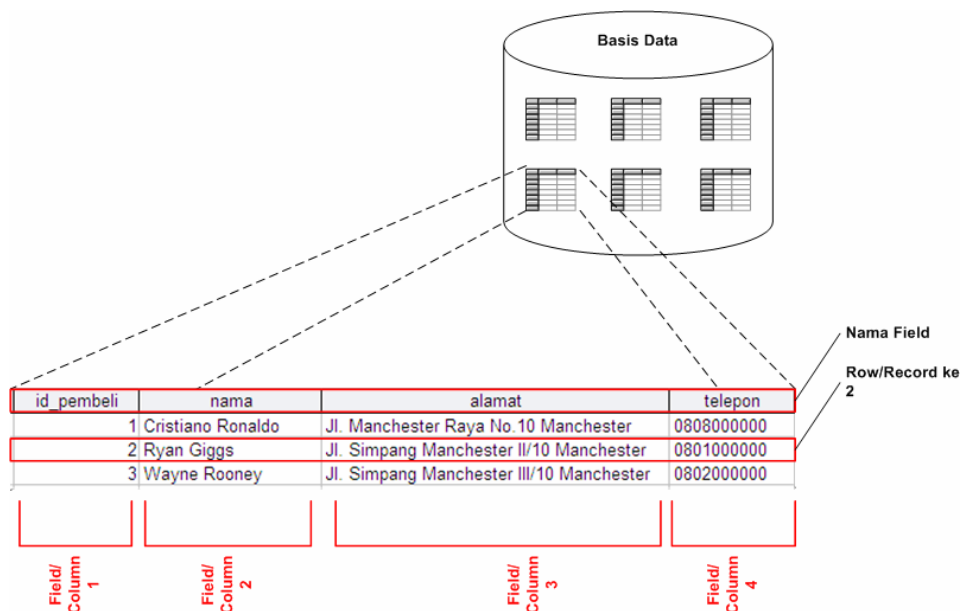 Basis Data
Nama Field
Row/Record ke
2
id_pembeli nama alamat telepon
1 Cristiano Ronaldo Jl. Manchester Raya No.10 Manchester 0808000000
2 Ryan Giggs Jl. Simpang Manchester II/10 Manchester 0801000000
3 Wayne Rooney Jl. Simpang Manchester III/10 Manchester 0802000000
Field/
Column
1
Field/
Column
2
Field/
Column
3
Field/
Column
4